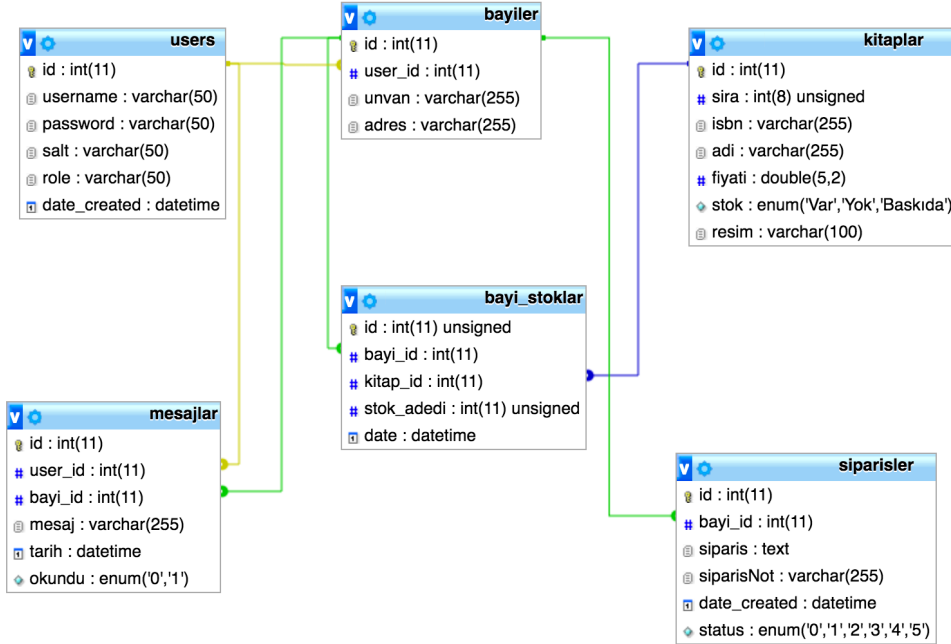 users
id : int(11)
username : varchar(50)
password : varchar(50)
salt : varchar(50)
role : varchar(50)
date_created : datetime
bayiler
id : int(11)
user_id : int(11)
unvan : varchar(255)
adres : varchar(255)
kitaplar
id : int(11)
sira : int(8) unsigned
isbn : varchar(255)
adi : varchar(255)
fiyati : double(5,2)
stok : enum('Var','Yok','Baskıda')
resim : varchar(100)
bayi_stoklar
id : int(11) unsigned
bayi_id : int(11)
kitap_id : int(11)
stok_adedi : int(11) unsigned
date : datetime
mesajlar
id : int(11)
user_id : int(11)
bayi_id : int(11)
mesaj : varchar(255)
tarih : datetime
okundu : enum('0','1')
siparisler
id : int(11)
bayi_id : int(11)
siparis : text
siparisNot : varchar(255)
date_created : datetime
status : enum('0','1','2','3','4','5')